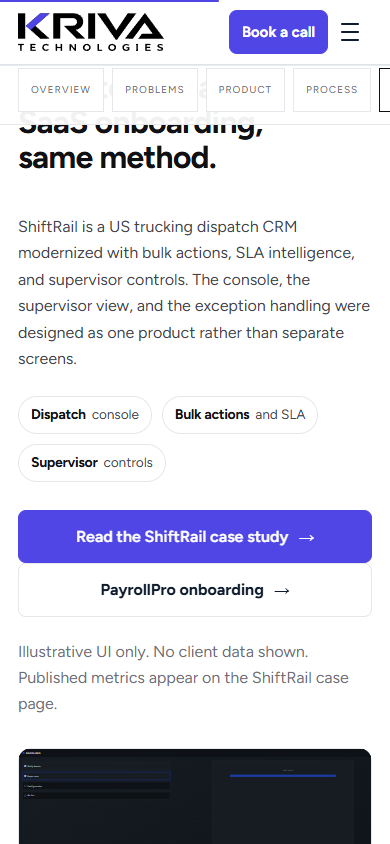 KRIVA
TECHNOLOGIES
Book a call
OVERVIEW
PROBLEMS
PRODUCT
PROCESS
SaaS onboarding,
same method.
ShiftRail is a US trucking dispatch CRM
modernized with bulk actions, SLA intelligence,
and supervisor controls. The console, the
supervisor view, and the exception handling were
designed as one product rather than separate
screens.
Dispatch console
Bulk actions and SLA
Supervisor controls
Read the ShiftRail case study →
PayrollPro onboarding →
Illustrative UI only. No client data shown.
Published metrics appear on the ShiftRail case
page.